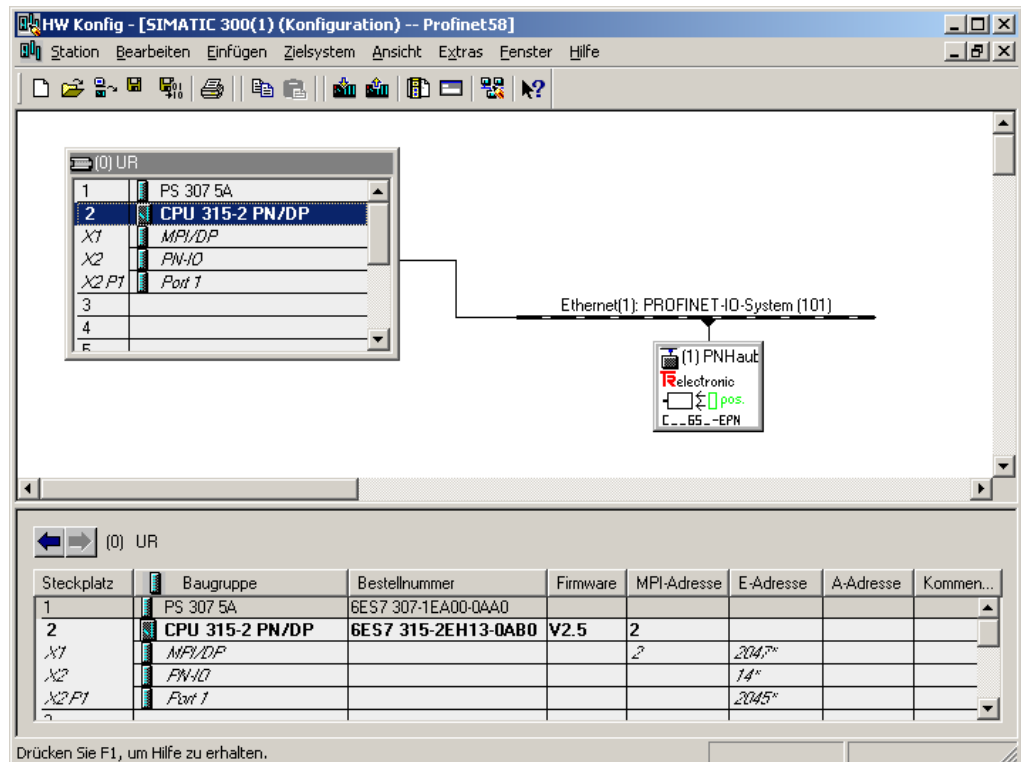 HW Konfig - [SIMATIC 300(1) (Konfiguration) -- Profinet58]
Station Bearbeiten Einfügen Zielsystem Ansicht Extras Fenster Hilfe
(0) UR
1 PS 307 5A
2 CPU 315-2 PN/DP
X1 MPI/DP
X2 PN-IO
X2 P1 Port 1
3
4
5
Ethernet(1): PROFINET-IO-System (101)
(1) PNHaub
TRelectronic
pos.
C__65_-EPN
(0) UR
Steckplatz Baugruppe Bestellnummer Firmware MPI-Adresse E-Adresse A-Adresse Kommen...
1 PS 307 5A 6ES7 307-1EA00-0AA0
2 CPU 315-2 PN/DP 6ES7 315-2EH13-0AB0 V2.5 2
X1 MPI/DP 2 2047*
X2 PN-IO 14*
X2 P1 Port 1 2045*
3
Drücken Sie F1, um Hilfe zu erhalten.